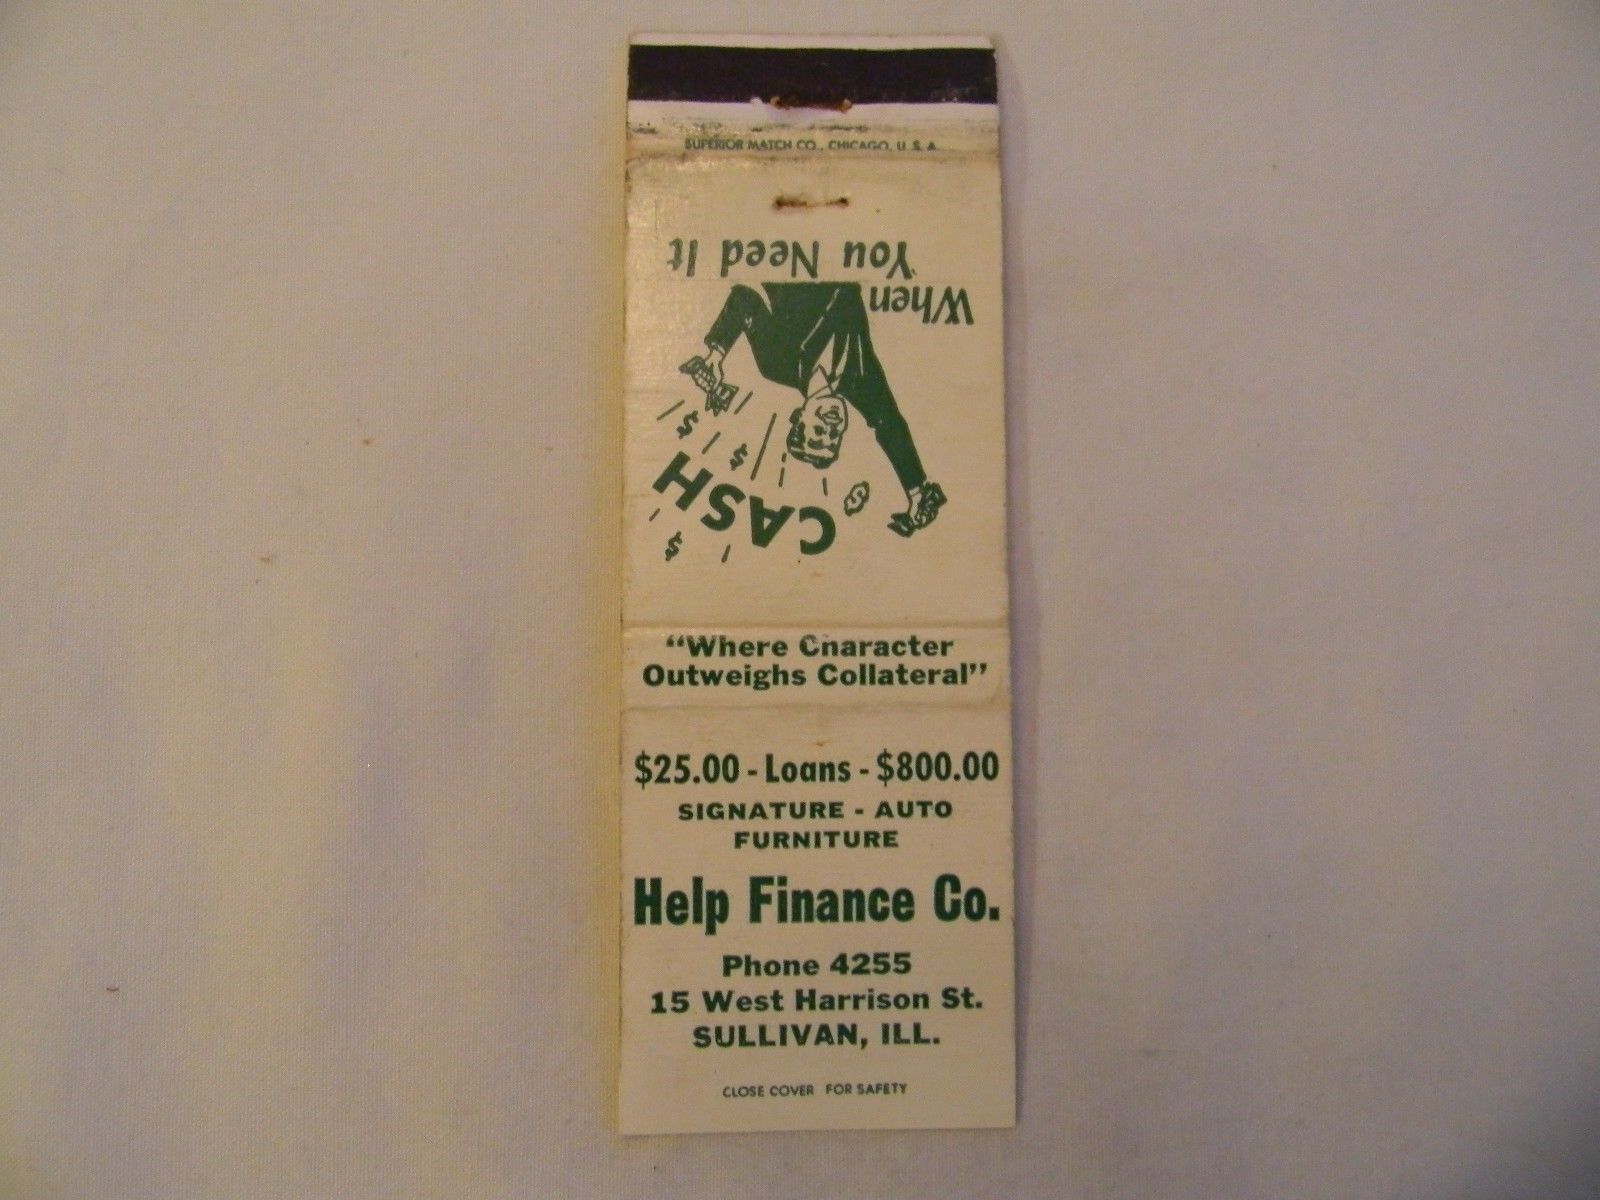 SUPERIOR MATCH CO., CHICAGO, U. S. A.
CASH
$
$
$
$
When
You Need It
"Where Character
Outweighs Collateral"
$25.00 - Loans - $800.00
SIGNATURE - AUTO
FURNITURE
Help Finance Co.
Phone 4255
15 West Harrison St.
SULLIVAN, ILL.
CLOSE COVER FOR SAFETY